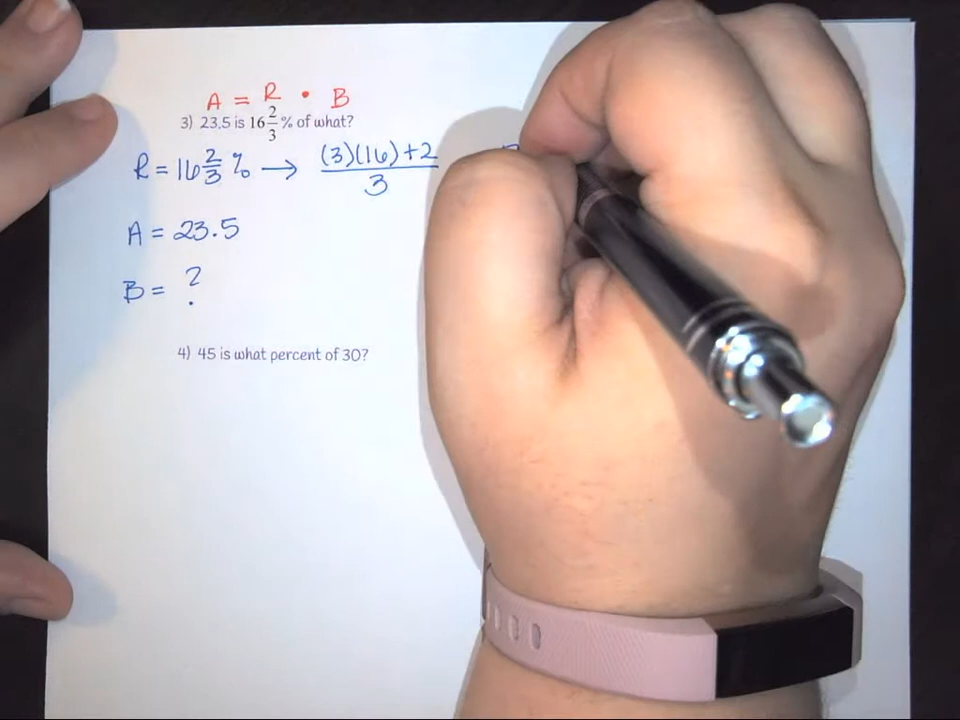 A = R • B
3) 23.5 is 16 2/3 % of what?
R = 16 2/3 % → (3)(16)+2 / 3
A = 23.5
B = ?
4) 45 is what percent of 30?